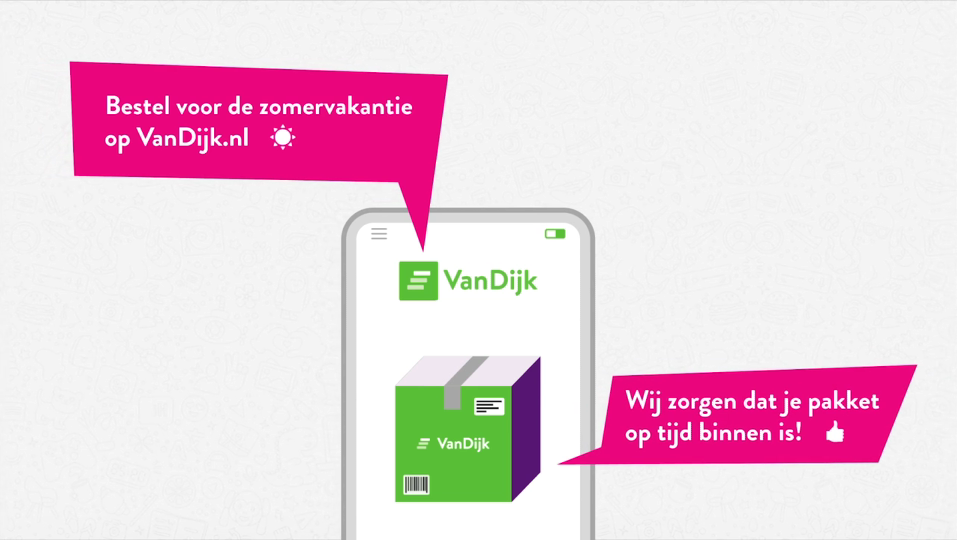 Bestel voor de zomervakantie
op VanDijk.nl
VanDijk
VanDijk
Wij zorgen dat je pakket
op tijd binnen is!